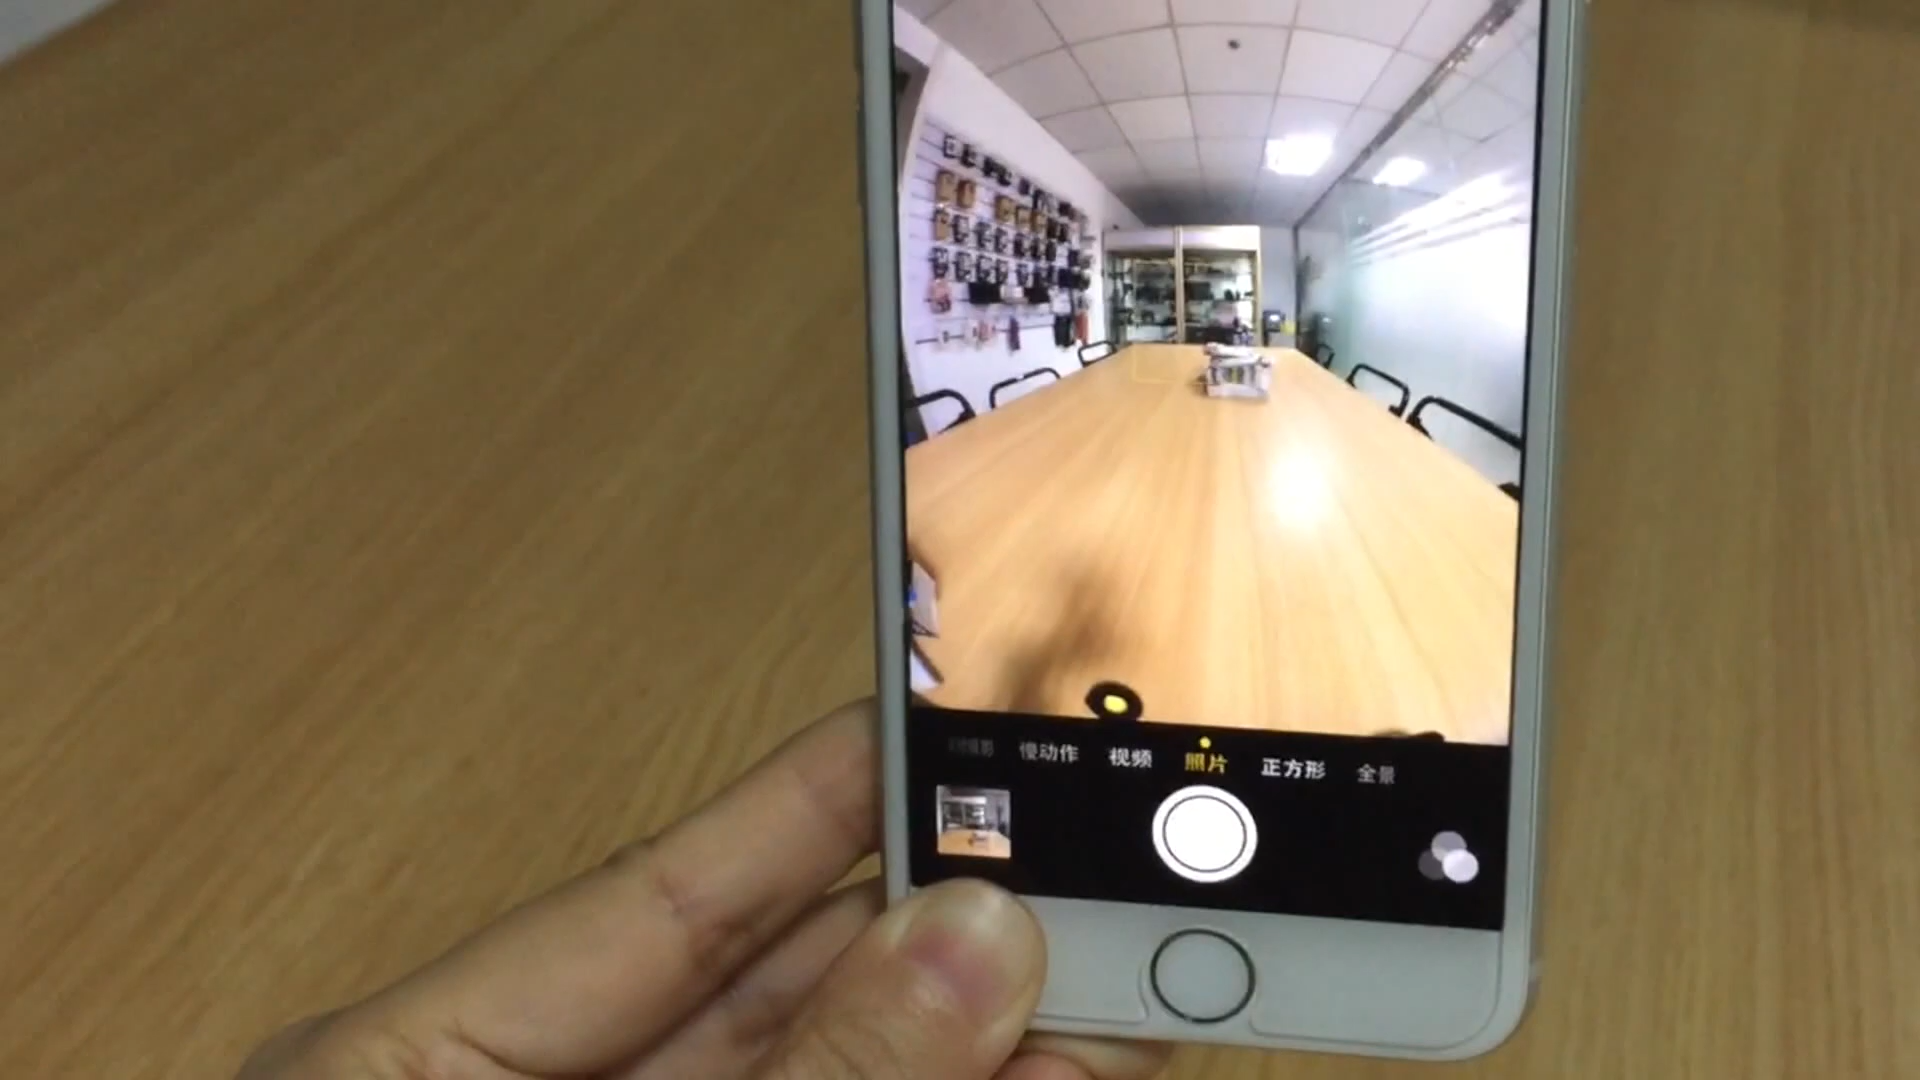 慢动作 视频 照片 正方形 全景